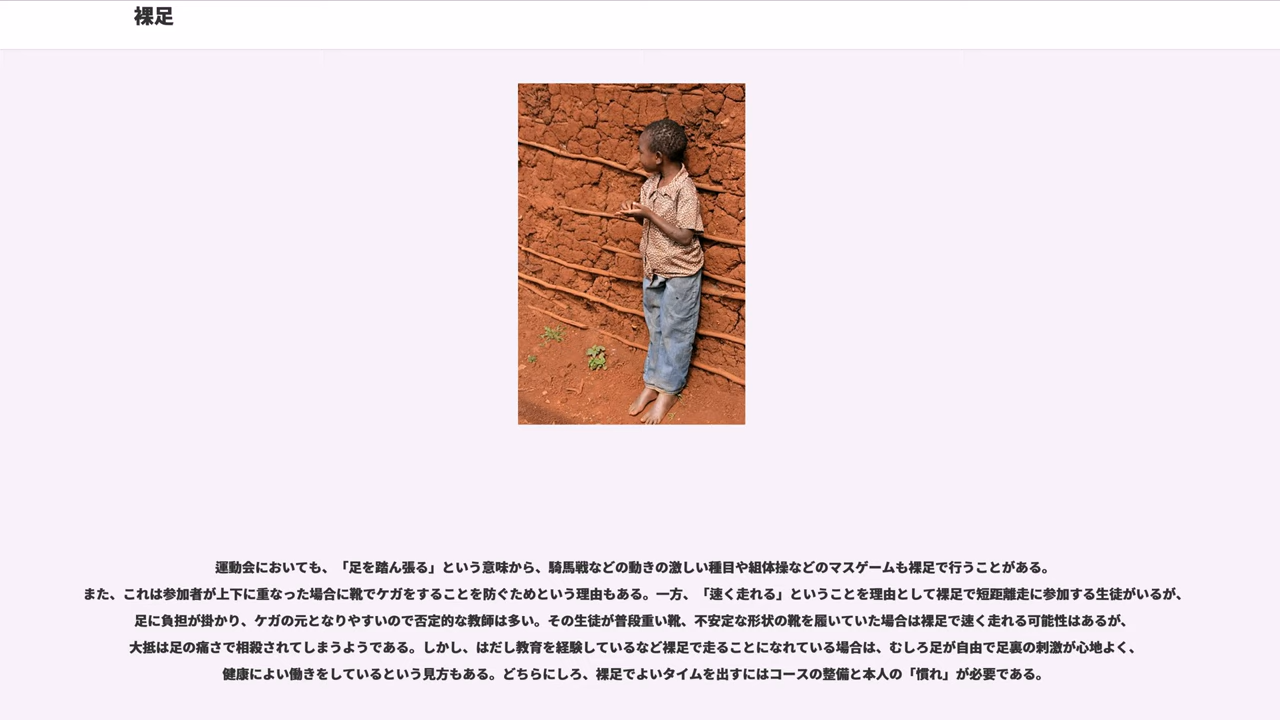 裸足
運動会においても、「足を踏ん張る」という意味から、騎馬戦などの動きの激しい種目や組体操などのマスゲームも裸足で行うことがある。
また、これは参加者が上下に重なった場合に靴でケガをすることを防ぐためという理由もある。一方、「速く走れる」ということを理由として裸足で短距離走に参加する生徒がいるが、
足に負担が掛かり、ケガの元となりやすいので否定的な教師は多い。その生徒が普段重い靴、不安定な形状の靴を履いていた場合は裸足で速く走れる可能性はあるが、
大抵は足の痛さで相殺されてしまうようである。しかし、はだし教育を経験しているなど裸足で走ることになれている場合は、むしろ足が自由で足裏の刺激が心地よく、
健康によい働きをしているという見方もある。どちらにしろ、裸足でよいタイムを出すにはコースの整備と本人の「慣れ」が必要である。